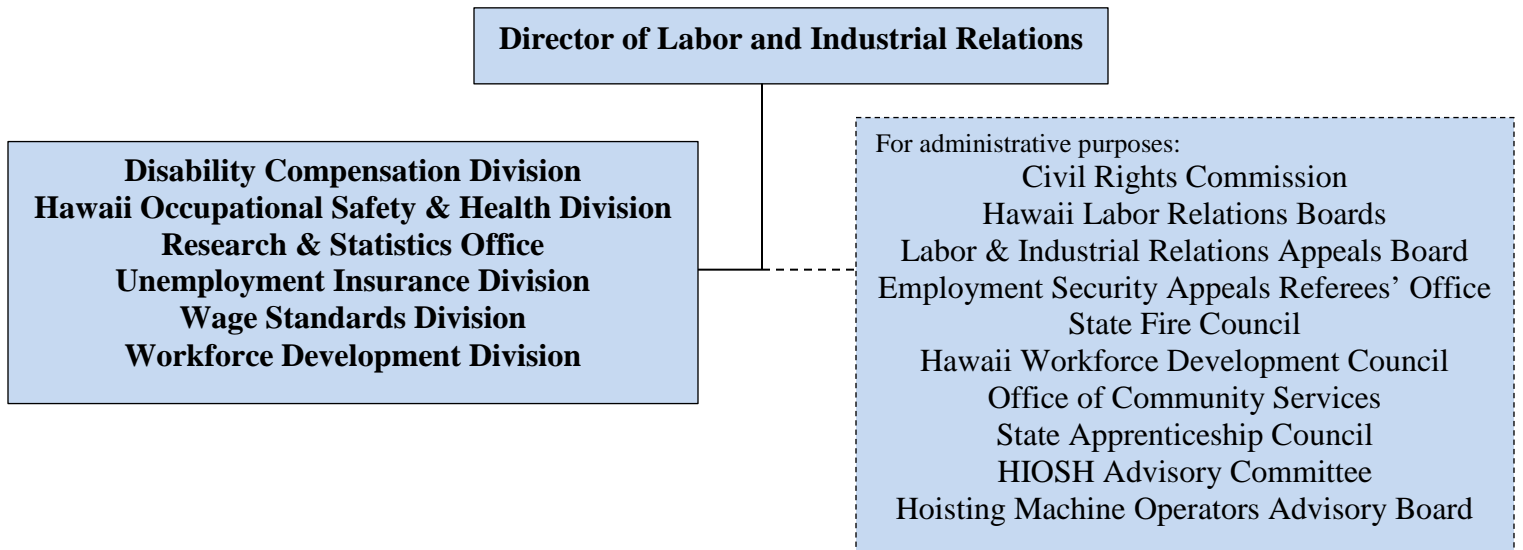 Director of Labor and Industrial Relations
Disability Compensation Division
Hawaii Occupational Safety & Health Division
Research & Statistics Office
Unemployment Insurance Division
Wage Standards Division
Workforce Development Division
For administrative purposes:
Civil Rights Commission
Hawaii Labor Relations Boards
Labor & Industrial Relations Appeals Board
Employment Security Appeals Referees’ Office
State Fire Council
Hawaii Workforce Development Council
Office of Community Services
State Apprenticeship Council
HIOSH Advisory Committee
Hoisting Machine Operators Advisory Board